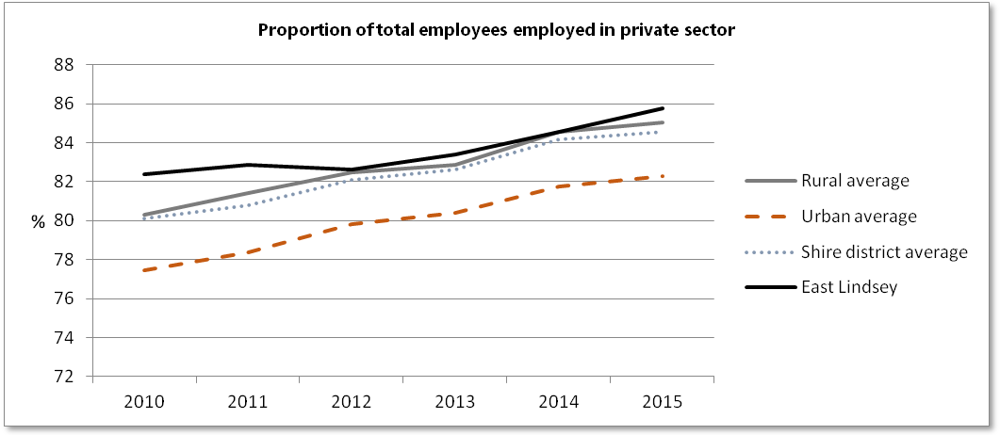 Proportion of total employees employed in private sector
88
86
84
82
80
78
76
74
72
%
2010 2011 2012 2013 2014 2015
Rural average
Urban average
Shire district average
East Lindsey